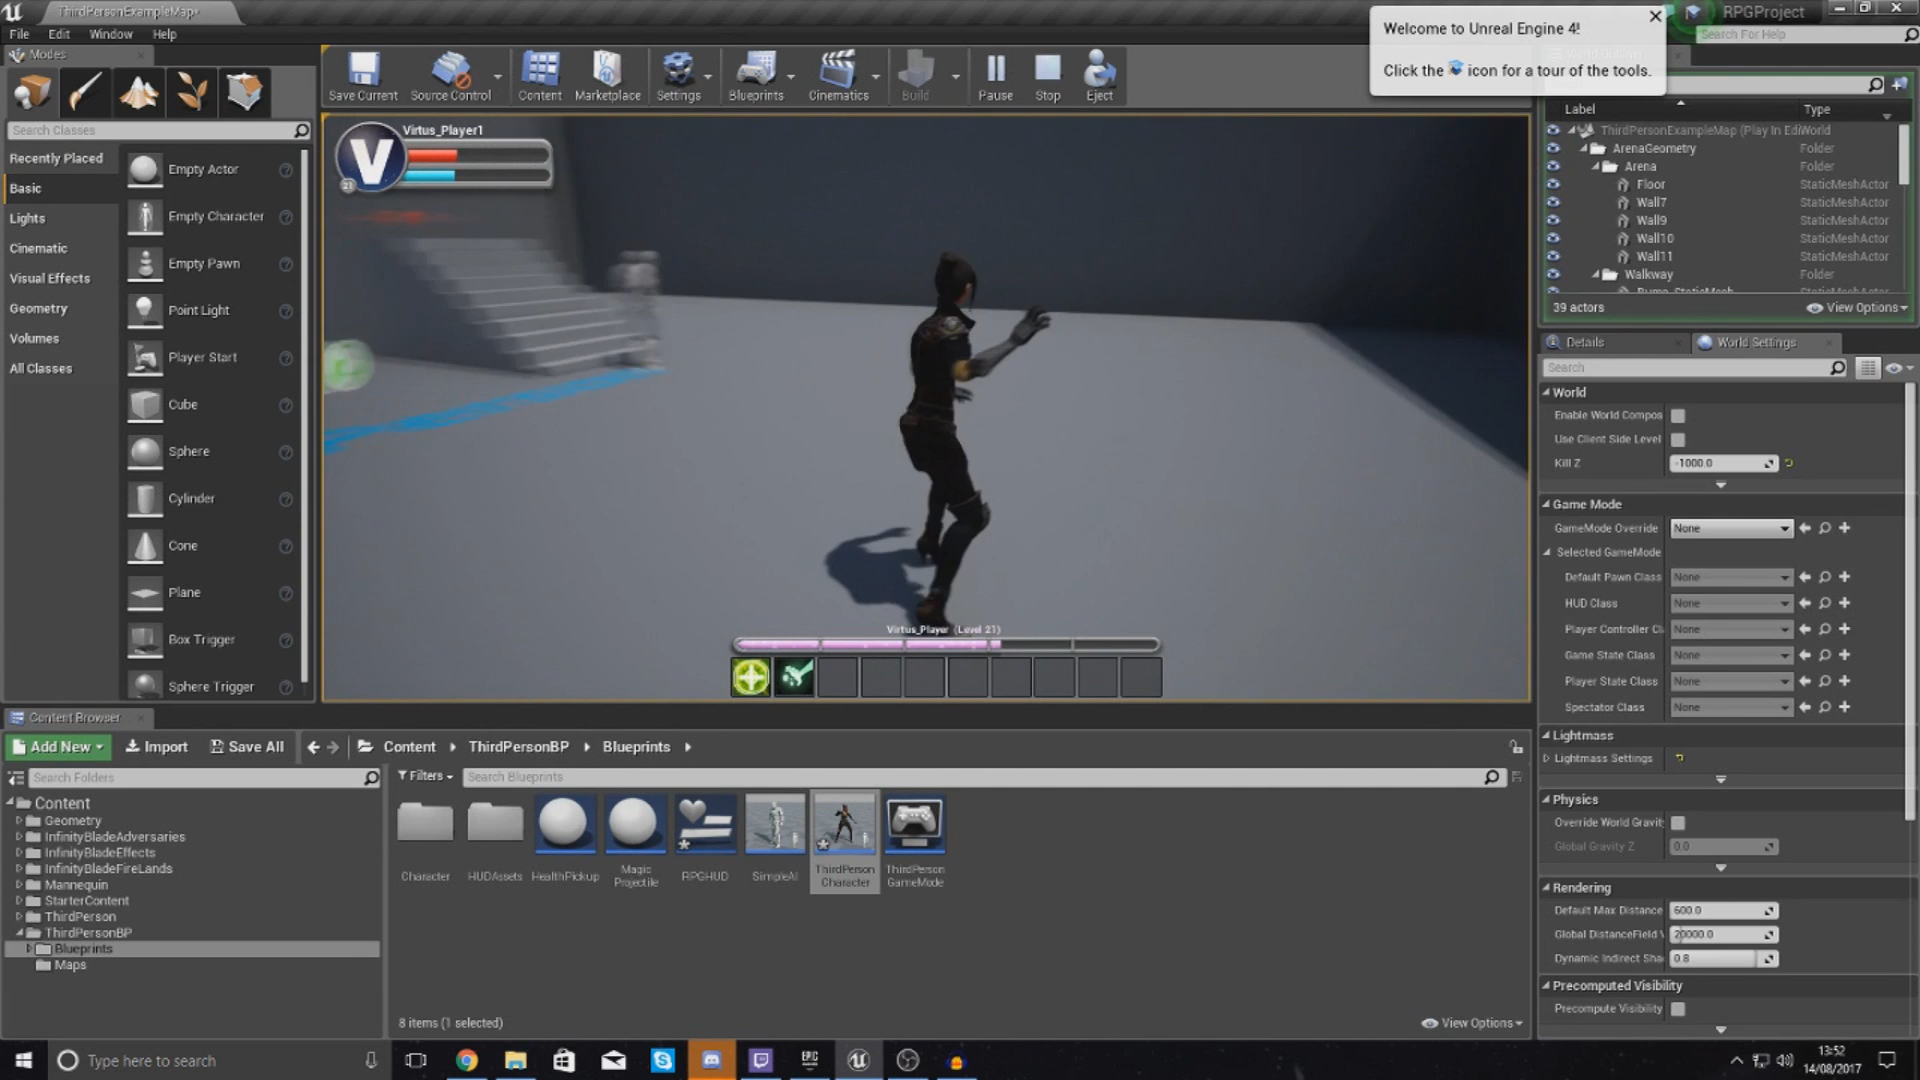 ThirdPersonExampleMap*
RPGProject
File Edit Window Help
Search For Help
Welcome to Unreal Engine 4!
Click the icon for a tour of the tools.
Modes
Save Current
Source Control
Content
Marketplace
Settings
Blueprints
Cinematics
Build
Pause
Stop
Eject
Search Classes
Recently Placed
Basic
Lights
Cinematic
Visual Effects
Geometry
Volumes
All Classes
Empty Actor
Empty Character
Empty Pawn
Point Light
Player Start
Cube
Sphere
Cylinder
Cone
Plane
Box Trigger
Sphere Trigger
Virtus_Player1
V
21
Virtus_Player (Level 21)
Label Type
ThirdPersonExampleMap (Play In Edi World
ArenaGeometry Folder
Arena Folder
Floor StaticMeshActor
Wall7 StaticMeshActor
Wall9 StaticMeshActor
Wall10 StaticMeshActor
Wall11 StaticMeshActor
Walkway Folder
39 actors
View Options
Details
World Settings
Search
World
Enable World Compos
Use Client Side Level
Kill Z -1000.0
Game Mode
GameMode Override None
Selected GameMode
Default Pawn Class None
HUD Class None
Player Controller Cl None
Game State Class None
Player State Class None
Spectator Class None
Lightmass
Lightmass Settings
Physics
Override World Gravit
Global Gravity Z 0.0
Rendering
Default Max Distance 600.0
Global DistanceField V 20000.0
Dynamic Indirect Sha 0.8
Precomputed Visibility
Precompute Visibility
Content Browser
Add New Import Save All Content ThirdPersonBP Blueprints
Search Folders
Filters
Search Blueprints
Content
Geometry
InfinityBladeAdversaries
InfinityBladeEffects
InfinityBladeFireLands
Mannequin
StarterContent
ThirdPerson
ThirdPersonBP
Blueprints
Maps
Character
HUDAssets
HealthPickup
Magic
Projectile
RPGHUD
SimpleAI
ThirdPerson
Character
ThirdPerson
GameMode
8 items (1 selected)
View Options
Type here to search
EPIC
13:52
14/08/2017